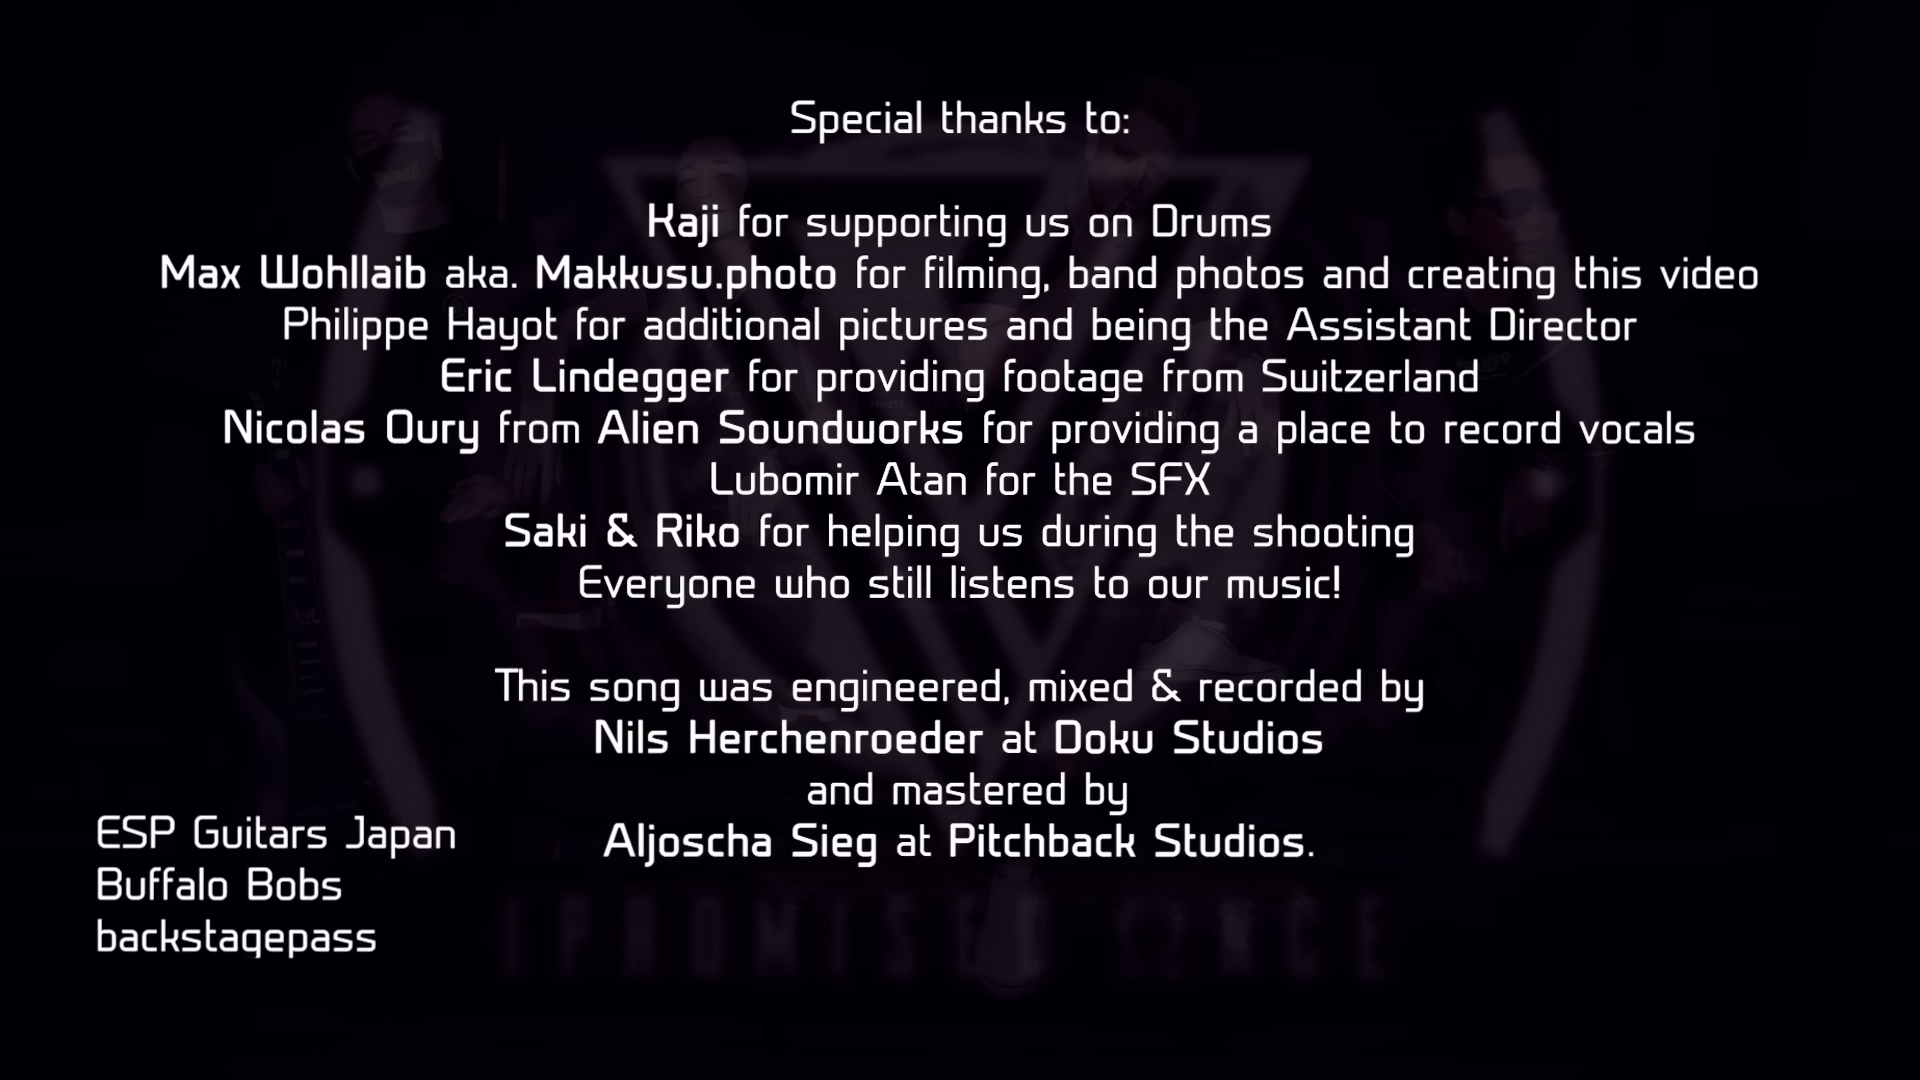 Special thanks to:
Kaji for supporting us on Drums
Max Wohllaib aka. Makkusu.photo for filming, band photos and creating this video
Philippe Hayot for additional pictures and being the Assistant Director
Eric Lindegger for providing footage from Switzerland
Nicolas Oury from Alien Soundworks for providing a place to record vocals
Lubomir Atan for the SFX
Saki & Riko for helping us during the shooting
Everyone who still listens to our music!
This song was engineered, mixed & recorded by
Nils Herchenroeder at Doku Studios
and mastered by
Aljoscha Sieg at Pitchback Studios.
ESP Guitars Japan
Buffalo Bobs
backstagepass
I PROMISED ΩNCE